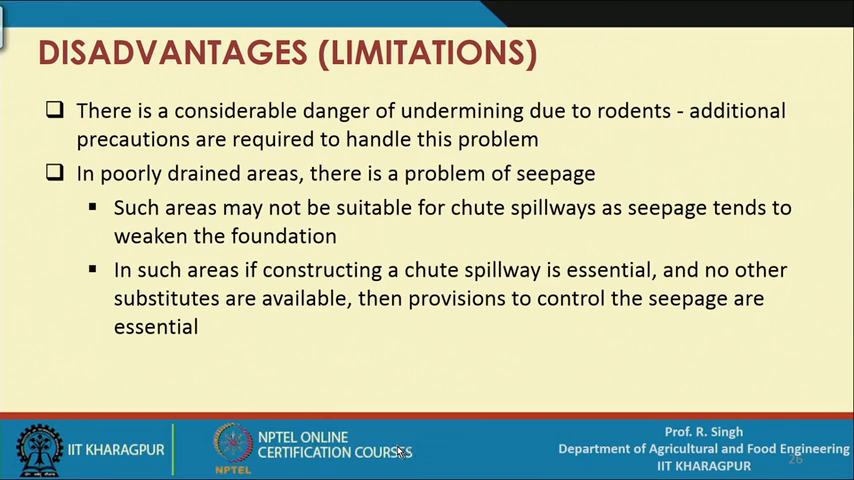 DISADVANTAGES (LIMITATIONS)
❑ There is a considerable danger of undermining due to rodents - additional
precautions are required to handle this problem
❑ In poorly drained areas, there is a problem of seepage
▪ Such areas may not be suitable for chute spillways as seepage tends to
weaken the foundation
▪ In such areas if constructing a chute spillway is essential, and no other
substitutes are available, then provisions to control the seepage are
essential
IIT KHARAGPUR
NPTEL
NPTEL ONLINE
CERTIFICATION COURSES
Prof. R. Singh
Department of Agricultural and Food Engineering
IIT KHARAGPUR
26